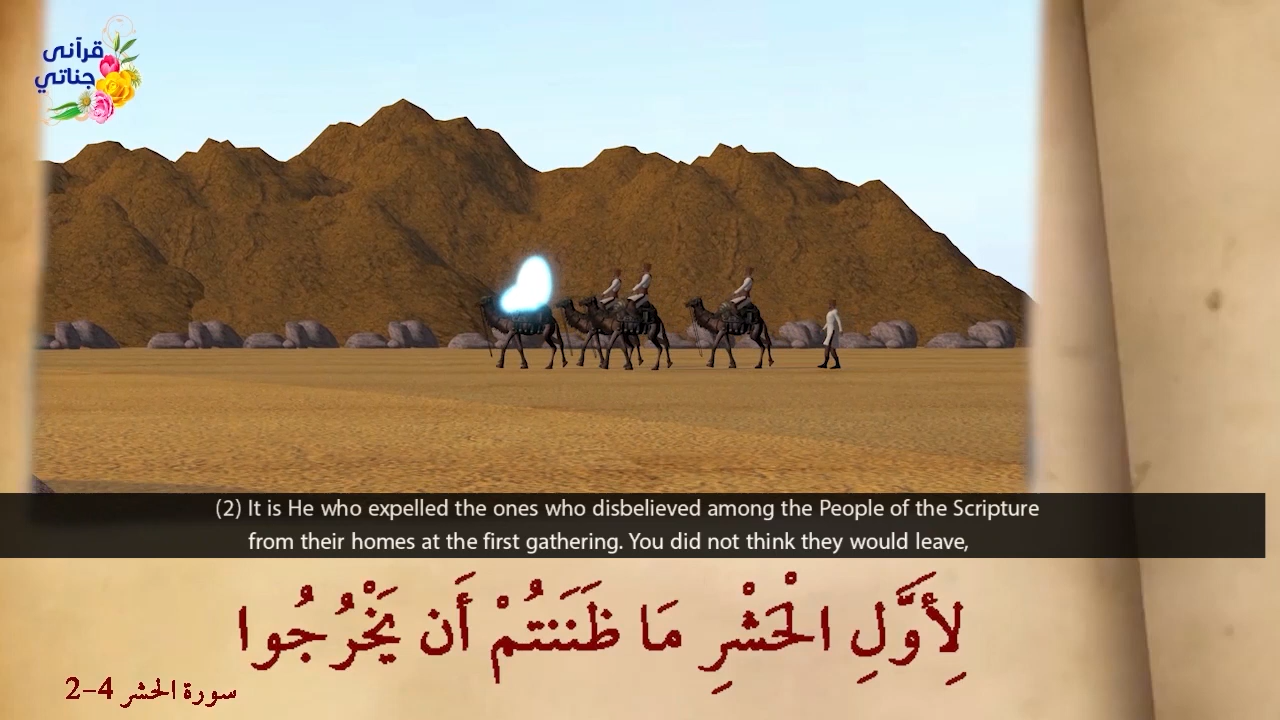 قرآنى
جناتي
(2) It is He who expelled the ones who disbelieved among the People of the Scripture
from their homes at the first gathering. You did not think they would leave,
لِأَوَّلِ الْحَشْرِ مَا ظَنَنتُمْ أَن يَخْرُجُوا
سورة الحشر 4-2